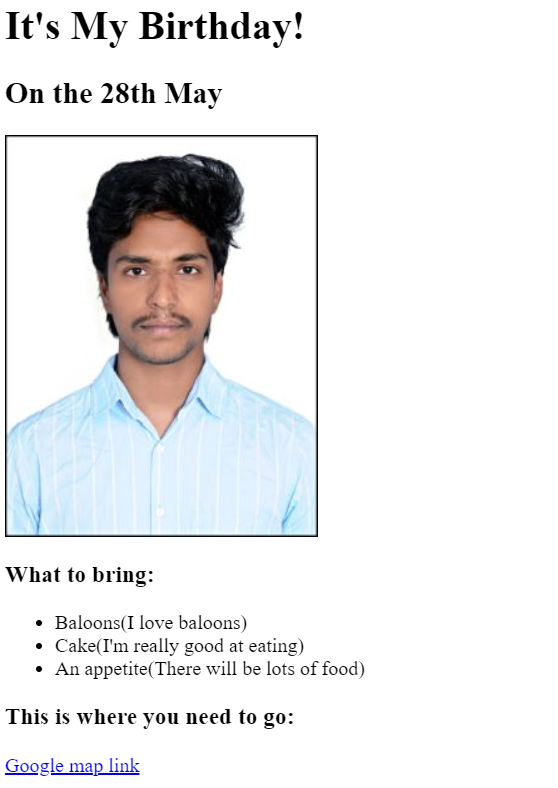 It's My Birthday!
On the 28th May
What to bring:
Baloons(I love baloons)
Cake(I'm really good at eating)
An appetite(There will be lots of food)
This is where you need to go:
Google map link